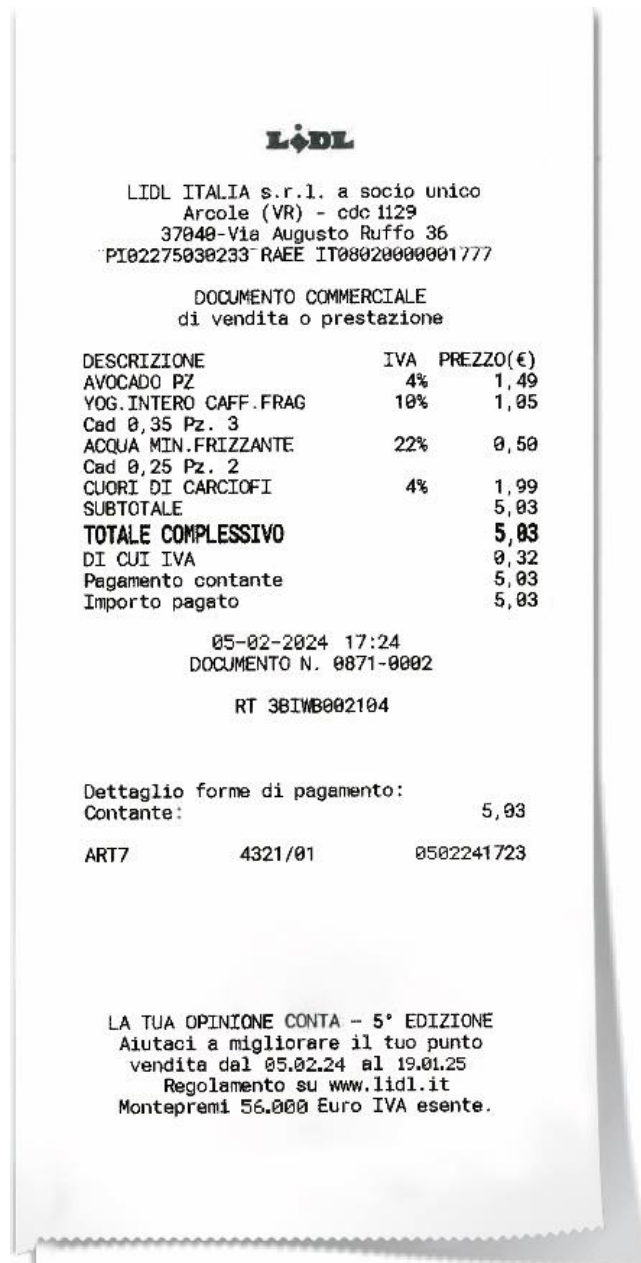 LIDL
LIDL ITALIA s.r.l. a socio unico
Arcole (VR) - cdc 1129
37040-Via Augusto Ruffo 36
PI02275030233 RAEE IT08020000001777
DOCUMENTO COMMERCIALE
di vendita o prestazione
DESCRIZIONE IVA PREZZO(€)
AVOCADO PZ 4% 1,49
YOG.INTERO CAFF.FRAG 10% 1,05
Cad 0,35 Pz. 3
ACQUA MIN.FRIZZANTE 22% 0,50
Cad 0,25 Pz. 2
CUORI DI CARCIOFI 4% 1,99
SUBTOTALE 5,03
TOTALE COMPLESSIVO 5,03
DI CUI IVA 0,32
Pagamento contante 5,03
Importo pagato 5,03
05-02-2024 17:24
DOCUMENTO N. 0871-0002
RT 3BIWB002104
Dettaglio forme di pagamento:
Contante: 5,03
ART7 4321/01 0502241723
LA TUA OPINIONE CONTA - 5° EDIZIONE
Aiutaci a migliorare il tuo punto
vendita dal 05.02.24 al 19.01.25
Regolamento su www.lidl.it
Montepremi 56.000 Euro IVA esente.